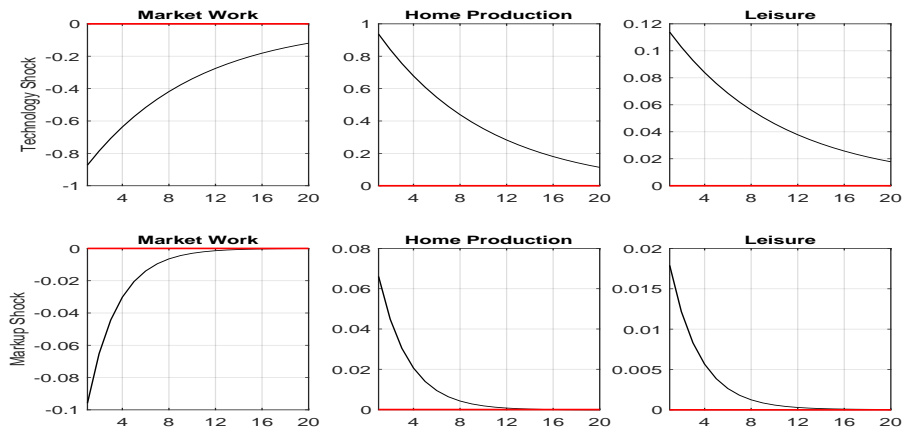 Market Work Home Production Leisure
Technology Shock
0 1 0.12
-0.2 0.8 0.1
-0.4 0.6 0.08
-0.6 0.4 0.06
-0.8 0.2 0.04
-1 0 0.02
0
4 8 12 16 20 4 8 12 16 20 4 8 12 16 20
Market Work Home Production Leisure
Markup Shock
0 0.08 0.02
-0.02 0.06 0.015
-0.04 0.04 0.01
-0.06 0.02 0.005
-0.08 0 0
-0.1
4 8 12 16 20 4 8 12 16 20 4 8 12 16 20